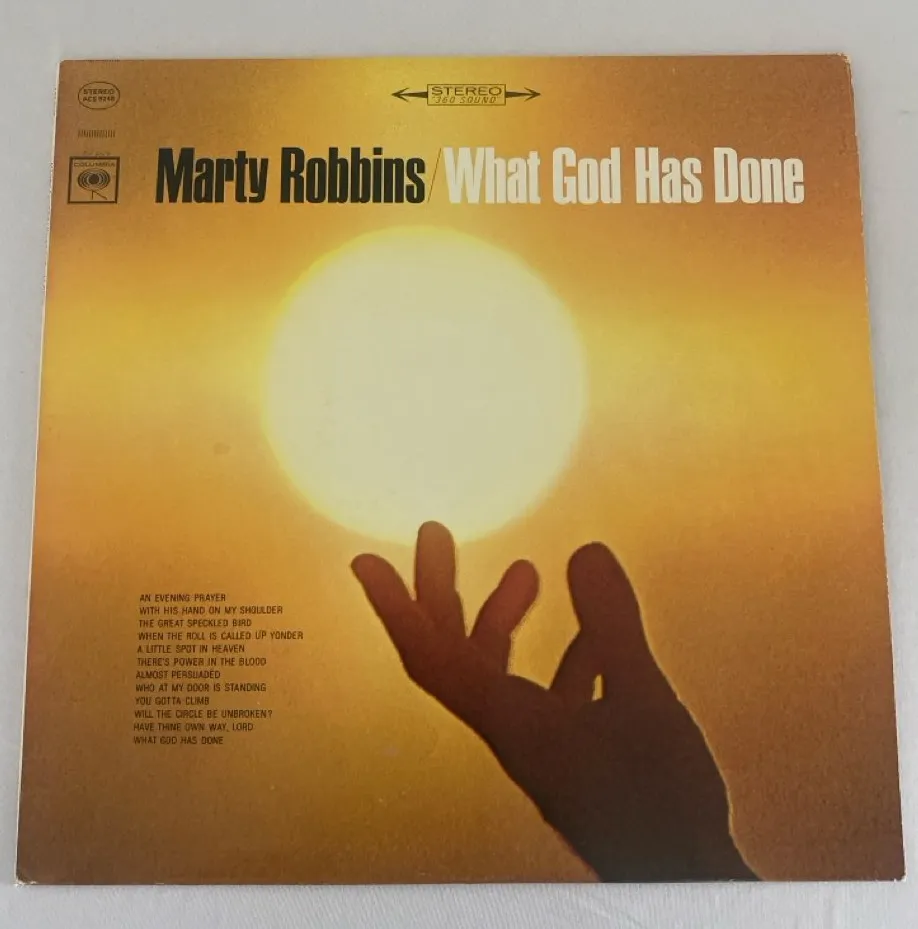 STEREO
ACS 9248
STEREO
"360 SOUND"
COLUMBIA
Marty Robbins/What God Has Done
AN EVENING PRAYER
WITH HIS HAND ON MY SHOULDER
THE GREAT SPECKLED BIRD
WHEN THE ROLL IS CALLED UP YONDER
A LITTLE SPOT IN HEAVEN
THERE'S POWER IN THE BLOOD
ALMOST PERSUADED
WHO AT MY DOOR IS STANDING
YOU GOTTA CLIMB
WILL THE CIRCLE BE UNBROKEN?
HAVE THINE OWN WAY, LORD
WHAT GOD HAS DONE